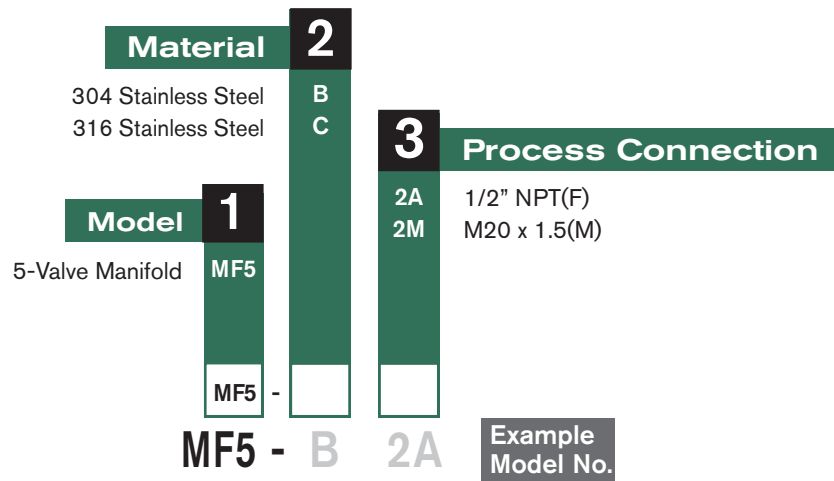 Material 2
304 Stainless Steel B
316 Stainless Steel C
3 Process Connection
2A 1/2” NPT(F)
2M M20 x 1.5(M)
Model 1
5-Valve Manifold MF5
MF5 -
MF5 - B 2A
Example
Model No.